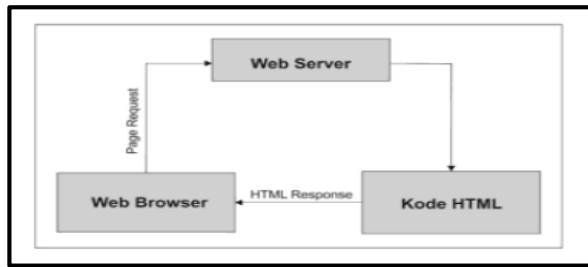 Web Server
Page Request
HTML Response
Web Browser
Kode HTML